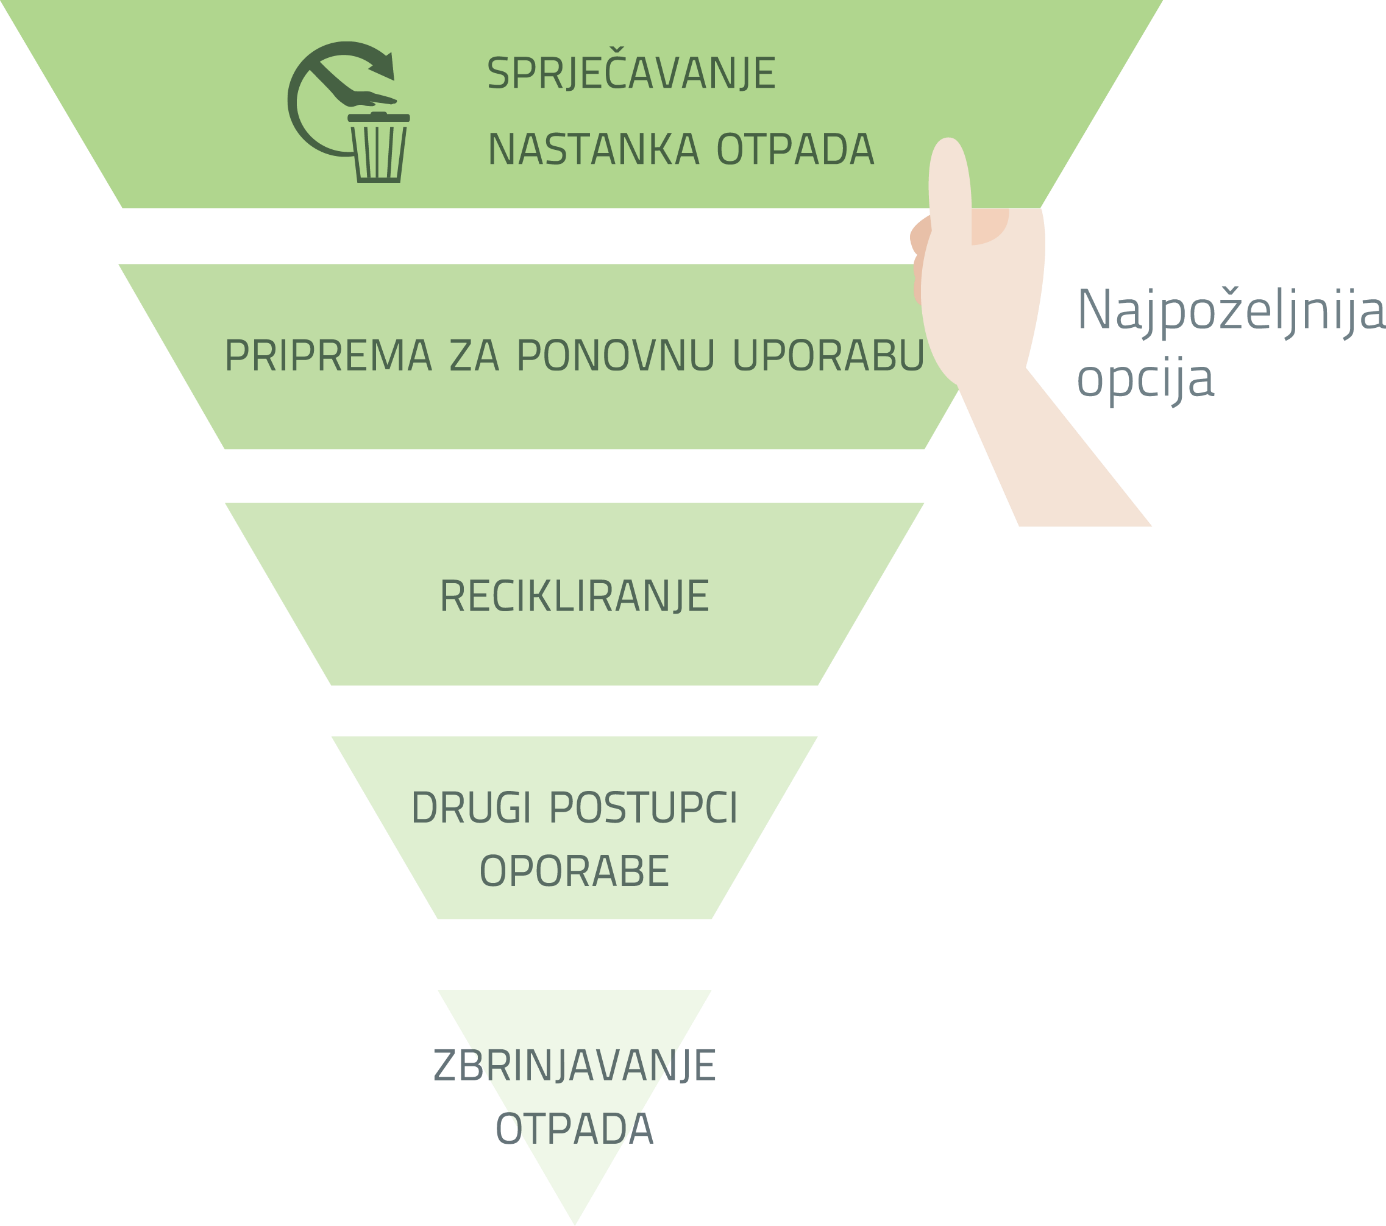 SPRJEČAVANJE
NASTANKA OTPADA
PRIPREMA ZA PONOVNU UPORABU
Najpoželjnija
opcija
RECIKLIRANJE
DRUGI POSTUPCI
OPORABE
ZBRINJAVANJE
OTPADA